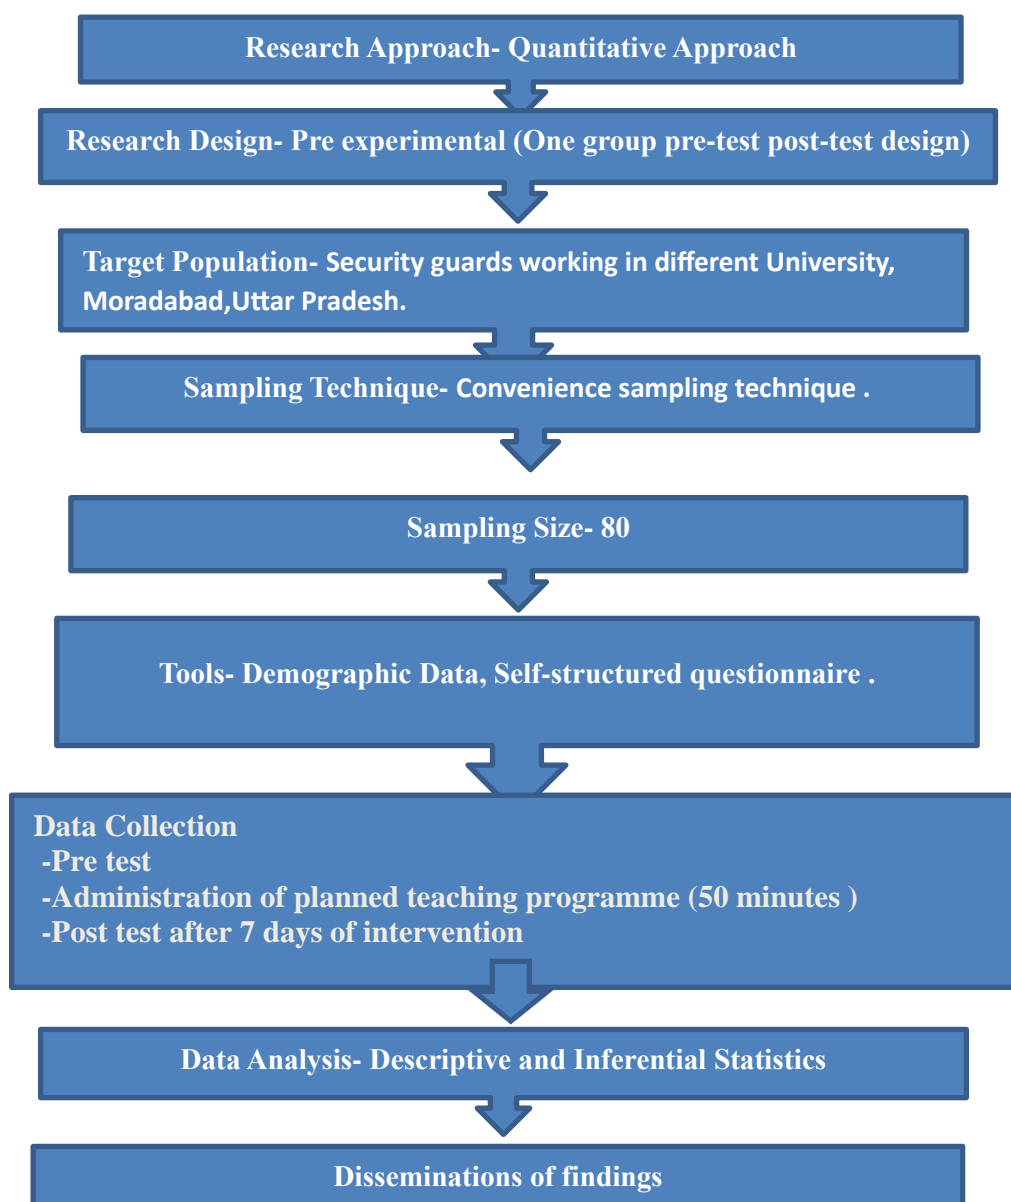 Research Approach- Quantitative Approach
Research Design- Pre experimental (One group pre-test post-test design)
Target Population- Security guards working in different University,
Moradabad,Uttar Pradesh.
Sampling Technique- Convenience sampling technique .
Sampling Size- 80
Tools- Demographic Data, Self-structured questionnaire .
Data Collection
-Pre test
-Administration of planned teaching programme (50 minutes )
-Post test after 7 days of intervention
Data Analysis- Descriptive and Inferential Statistics
Disseminations of findings